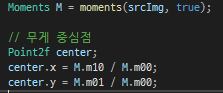 Moments M = moments(srcImg, true);
// 무게 중심점
Point2f center;
center.x = M.m10 / M.m00;
center.y = M.m01 / M.m00;